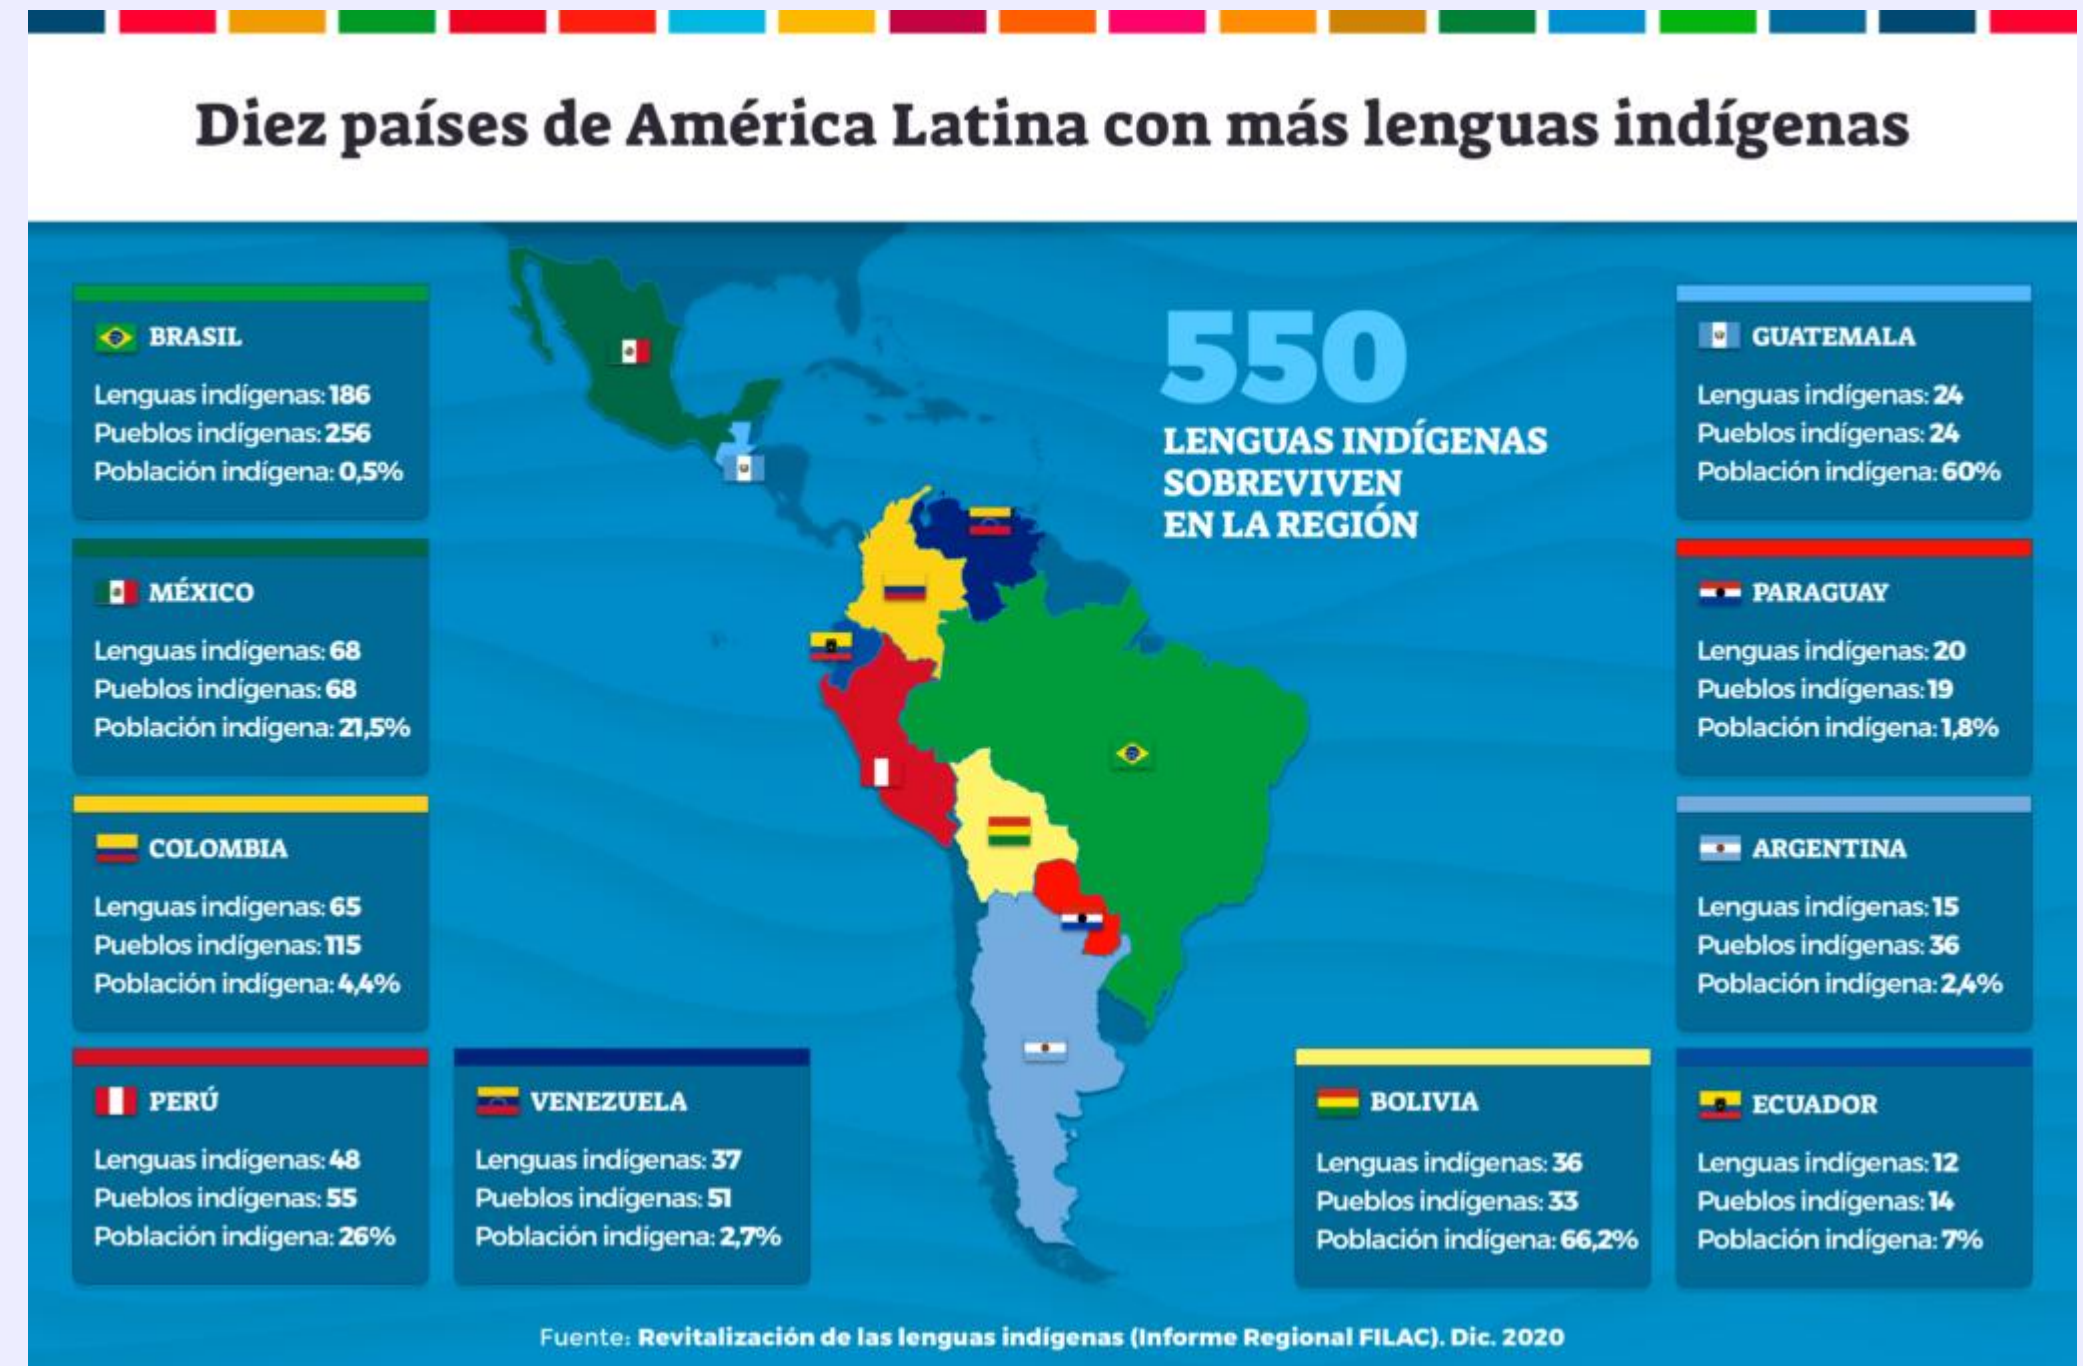 Diez países de América Latina con más lenguas indígenas
BRASIL
Lenguas indígenas: 186
Pueblos indígenas: 256
Población indígena: 0,5%
MÉXICO
Lenguas indígenas: 68
Pueblos indígenas: 68
Población indígena: 21,5%
COLOMBIA
Lenguas indígenas: 65
Pueblos indígenas: 115
Población indígena: 4,4%
PERÚ
Lenguas indígenas: 48
Pueblos indígenas: 55
Población indígena: 26%
VENEZUELA
Lenguas indígenas: 37
Pueblos indígenas: 51
Población indígena: 2,7%
550
LENGUAS INDÍGENAS
SOBREVIVEN
EN LA REGIÓN
BOLIVIA
Lenguas indígenas: 36
Pueblos indígenas: 33
Población indígena: 66,2%
GUATEMALA
Lenguas indígenas: 24
Pueblos indígenas: 24
Población indígena: 60%
PARAGUAY
Lenguas indígenas: 20
Pueblos indígenas: 19
Población indígena: 1,8%
ARGENTINA
Lenguas indígenas: 15
Pueblos indígenas: 36
Población indígena: 2,4%
ECUADOR
Lenguas indígenas: 12
Pueblos indígenas: 14
Población indígena: 7%
Fuente: Revitalización de las lenguas indígenas (Informe Regional FILAC). Dic. 2020